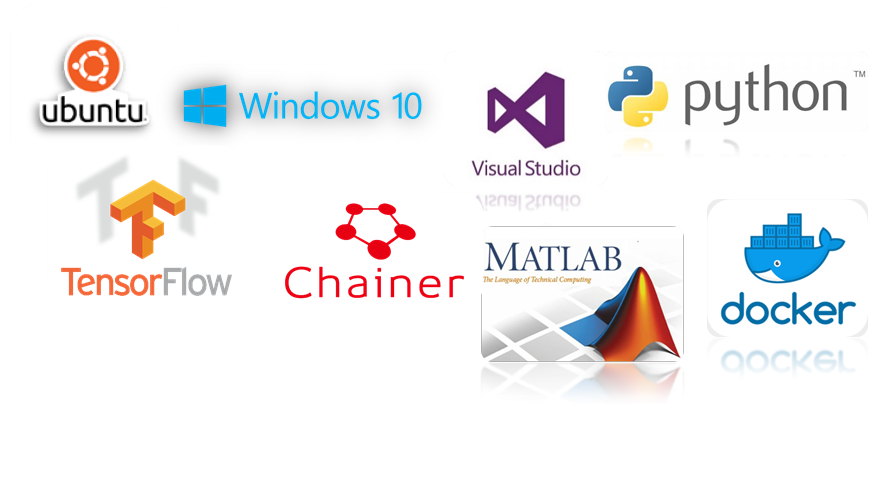 ubuntu
Windows 10
Visual Studio
python™
TensorFlow
Chainer
MATLAB
The Language of Technical Computing
docker